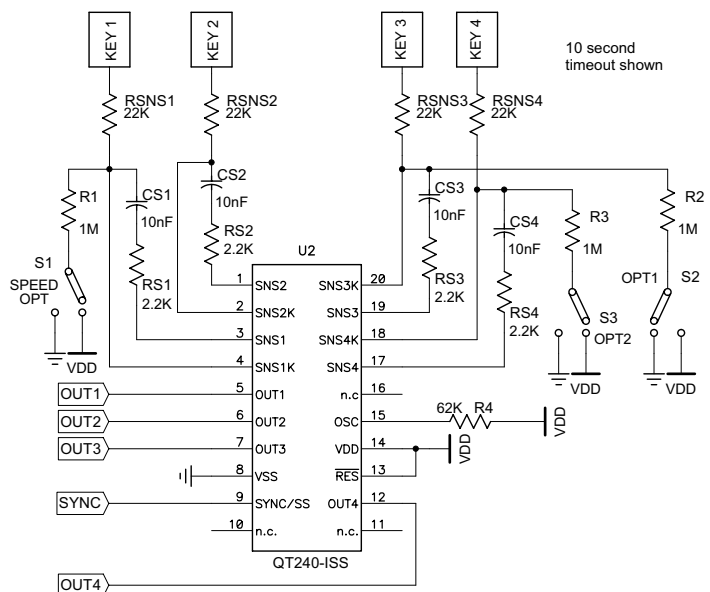 KEY 1
KEY 2
KEY 3
KEY 4
10 second
timeout shown
RSNS1
22K
RSNS2
22K
RSNS3
22K
RSNS4
22K
R1
1M
CS1
10nF
CS2
10nF
CS3
10nF
CS4
10nF
R3
1M
R2
1M
S1
SPEED
OPT
RS1
2.2K
RS2
2.2K
RS3
2.2K
RS4
2.2K
OPT1
S2
S3
OPT2
VDD
VDD
VDD
U2
1 SNS2
2 SNS2K
3 SNS1
4 SNS1K
5 OUT1
6 OUT2
7 OUT3
8 VSS
9 SYNC/SS
10 n.c.
20 SNS3K
19 SNS3
18 SNS4K
17 SNS4
16 n.c
15 OSC
14 VDD
13 RES
12 OUT4
11 n.c.
OUT1
OUT2
OUT3
SYNC
OUT4
62K R4
VDD
VDD
QT240-ISS